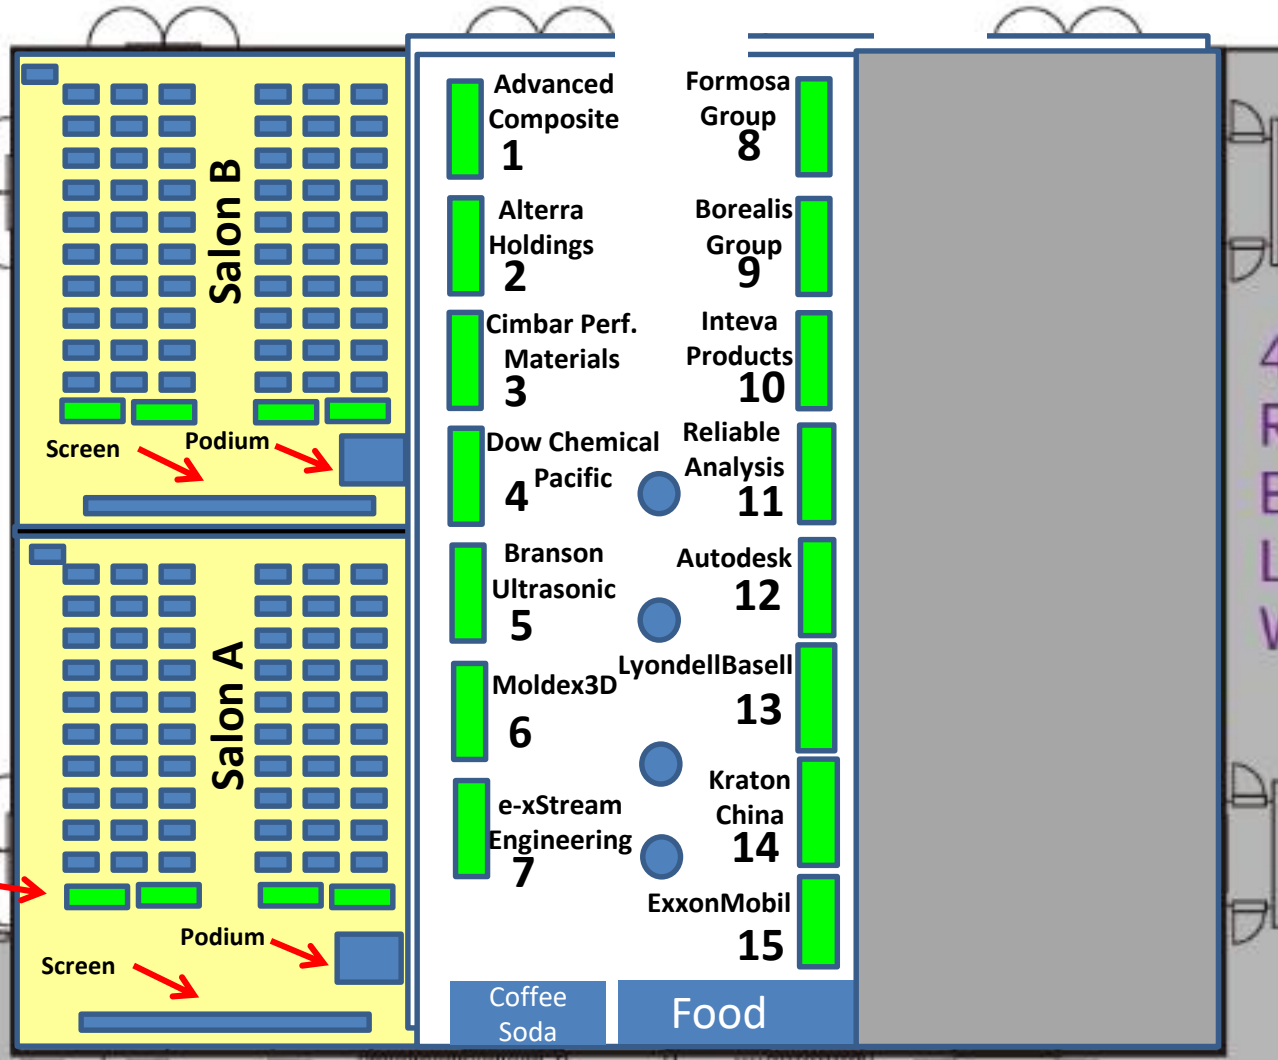 Salon B
Screen
Podium
Salon A
Podium
Screen
Advanced
Composite
1
Alterra
Holdings
2
Cimbar Perf.
Materials
3
Dow Chemical
Pacific
4
Branson
Ultrasonic
5
Moldex3D
6
e-xStream
Engineering
7
Formosa
Group
8
Borealis
Group
9
Inteva
Products
10
Reliable
Analysis
11
Autodesk
12
LyondellBasell
13
Kraton
China
14
ExxonMobil
15
Coffee
Soda
Food